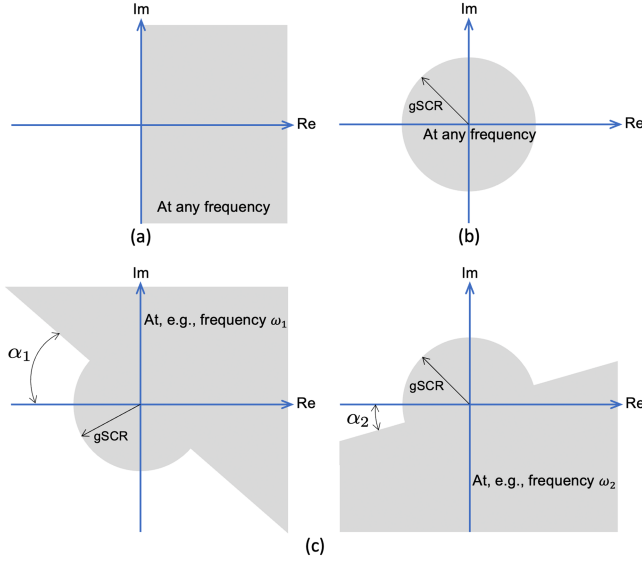 Im
Re
At any frequency
(a)
Im
gSCR
At any frequency
Re
(b)
Im
At, e.g., frequency ω₁
α₁
Re
gSCR
Im
gSCR
Re
α₂
At, e.g., frequency ω₂
(c)